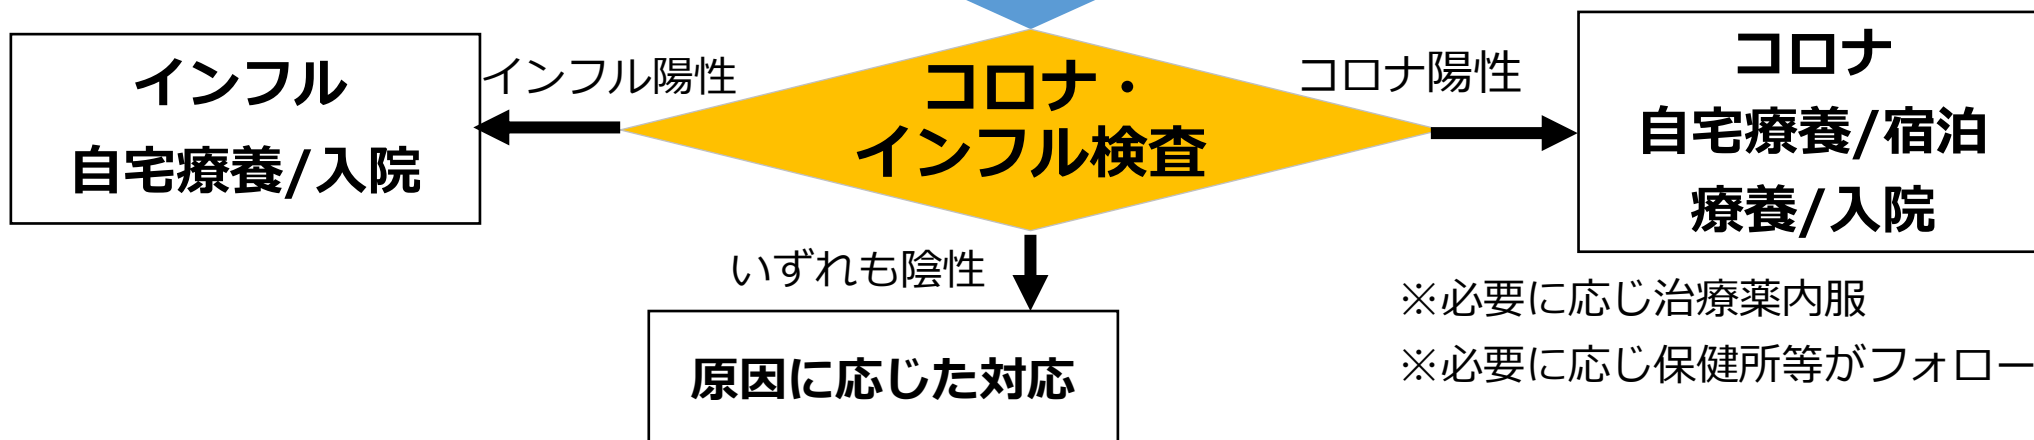 インフル
自宅療養/入院
インフル陽性
コロナ・
インフル検査
コロナ陽性
コロナ
自宅療養/宿泊
療養/入院
いずれも陰性
原因に応じた対応
※必要に応じ治療薬内服
※必要に応じ保健所等がフォロー